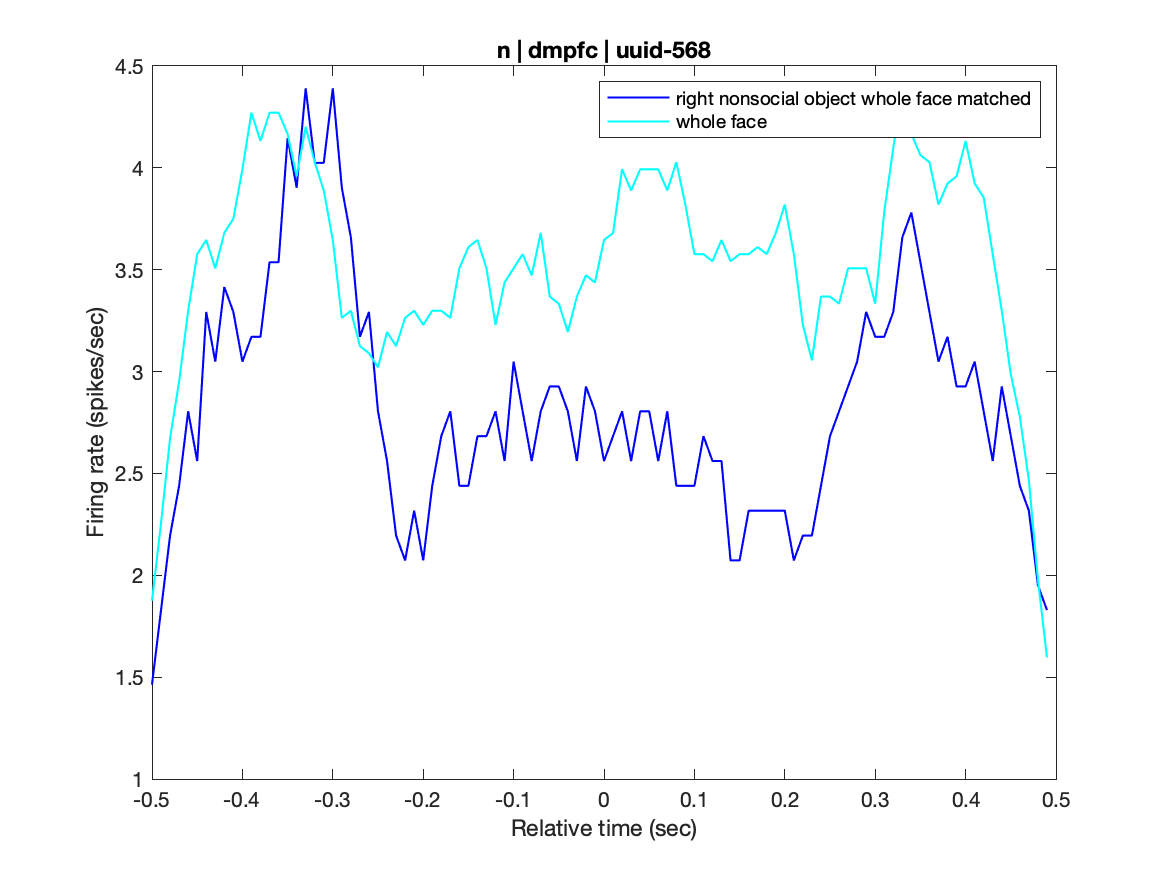 n | dmpfc | uuid-568
right nonsocial object whole face matched
whole face
4.5
4
3.5
3
2.5
2
1.5
1
Firing rate (spikes/sec)
-0.5 -0.4 -0.3 -0.2 -0.1 0 0.1 0.2 0.3 0.4 0.5
Relative time (sec)